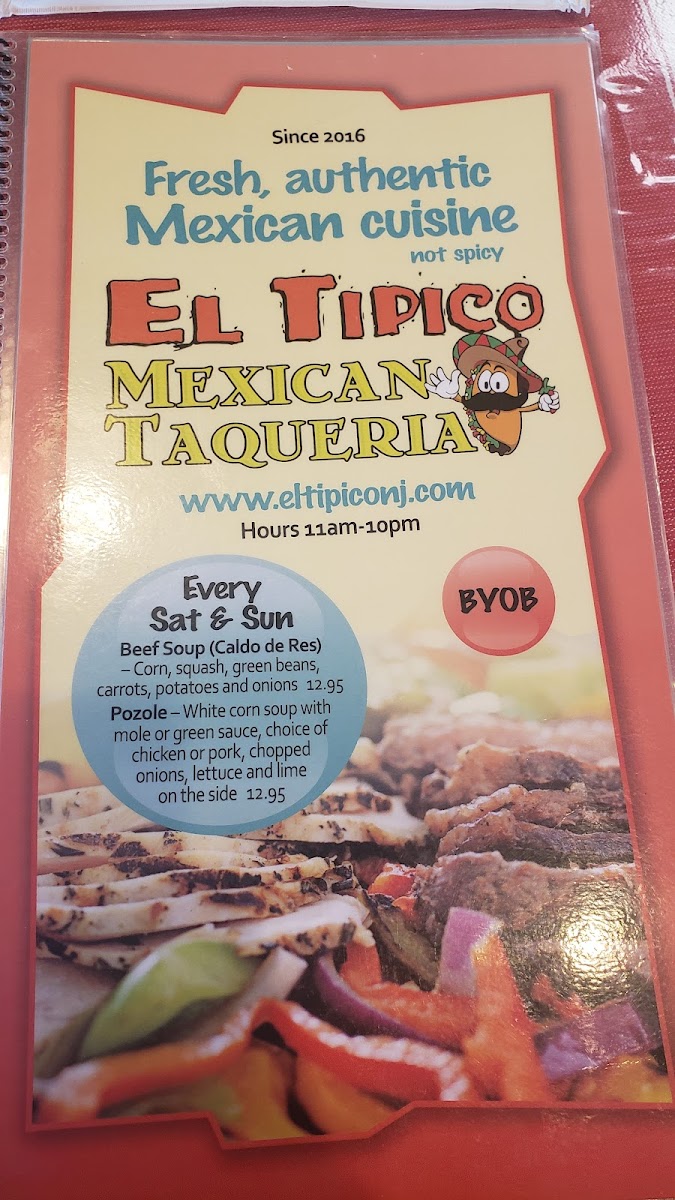 Since 2016
Fresh, authentic
Mexican cuisine
not spicy
EL TIPICO
MEXICAN
TAQUERIA
www.eltipiconj.com
Hours 11am-10pm
Every
Sat & Sun
Beef Soup (Caldo de Res)
– Corn, squash, green beans,
carrots, potatoes and onions 12.95
Pozole – White corn soup with
mole or green sauce, choice of
chicken or pork, chopped
onions, lettuce and lime
on the side 12.95
BYOB